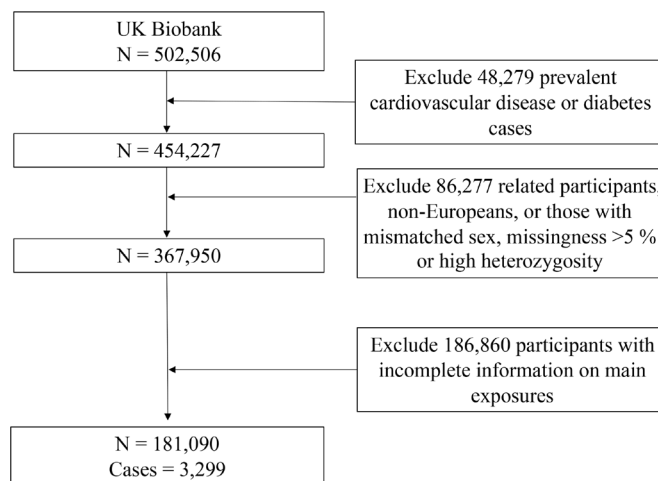 UK Biobank
N = 502,506
Exclude 48,279 prevalent
cardiovascular disease or diabetes
cases
N = 454,227
Exclude 86,277 related participants,
non-Europeans, or those with
mismatched sex, missingness >5 %
or high heterozygosity
N = 367,950
Exclude 186,860 participants with
incomplete information on main
exposures
N = 181,090
Cases = 3,299